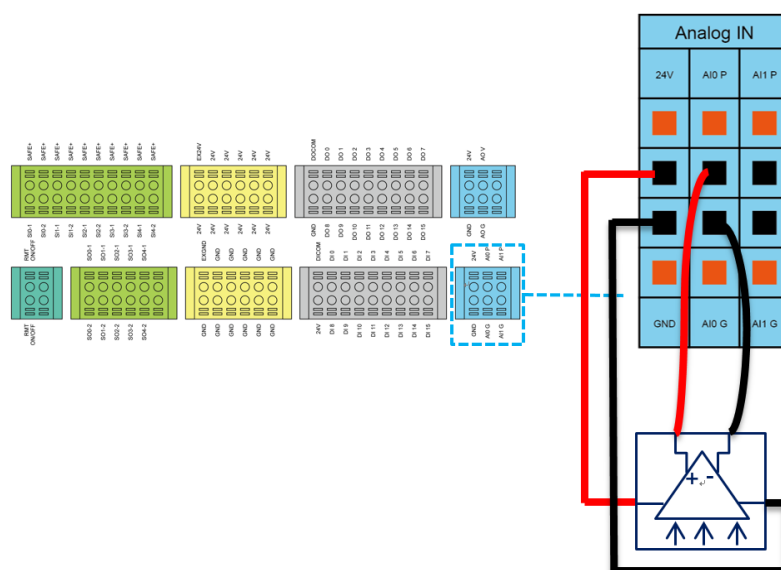 Analog IN
24V
AI0 P
AI1 P
GND
AI0 G
AI1 G
+
-
SAFE+
SAFE+
SAFE+
SAFE+
SAFE+
SAFE+
SAFE+
SAFE+
SAFE+
SAFE+
SI0-1
SI0-2
SI1-1
SI1-2
SI2-1
SI2-2
SI3-1
SI3-2
SI4-1
SI4-2
EX24V
24V
24V
24V
24V
24V
24V
24V
24V
24V
24V
24V
DOCOM
DO 0
DO 1
DO 2
DO 3
DO 4
DO 5
DO 6
DO 7
GND
DO 8
DO 9
DO 10
DO 11
DO 12
DO 13
DO 14
DO 15
24V
AO V
GND
AO G
RMT
ON/OFF
RMT
ON/OFF
SO0-1
SO1-1
SO2-1
SO3-1
SO4-1
SO0-2
SO1-2
SO2-2
SO3-2
SO4-2
EXGND
GND
GND
GND
GND
GND
GND
GND
GND
GND
GND
GND
DICOM
DI 0
DI 1
DI 2
DI 3
DI 4
DI 5
DI 6
DI 7
24V
DI 8
DI 9
DI 10
DI 11
DI 12
DI 13
DI 14
DI 15
24V
AI0 P
AI1 P
GND
AI0 G
AI1 G